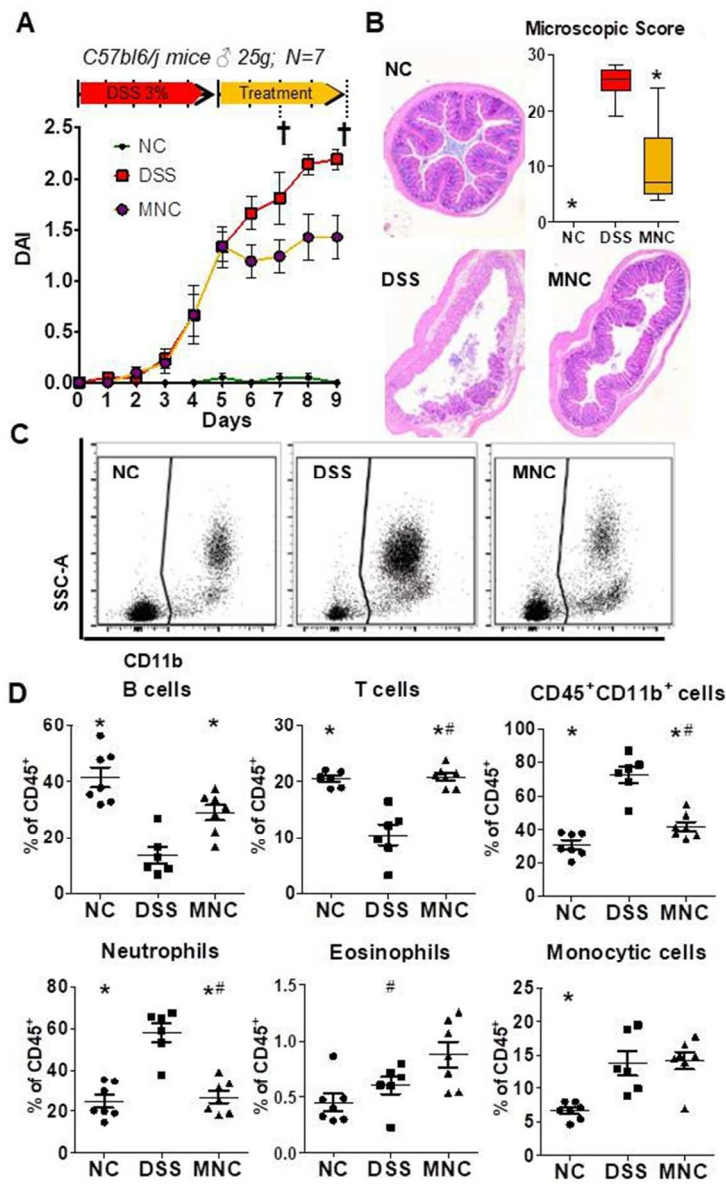 A
C57bl6/j mice ♂ 25g; N=7
DSS 3%
Treatment
† †
2.5
2.0
1.5
1.0
0.5
0.0
DAI
NC
DSS
MNC
0 1 2 3 4 5 6 7 8 9
Days
B
Microscopic Score
NC
30
20
10
0
*
*
NC DSS MNC
DSS
MNC
C
NC
DSS
MNC
SSC-A
CD11b
D
B cells
% of CD45+
60
40
20
0
* *
NC DSS MNC
T cells
% of CD45+
30
20
10
0
* *#
NC DSS MNC
CD45+CD11b+ cells
% of CD45+
100
80
60
40
20
0
* *#
NC DSS MNC
Neutrophils
% of CD45+
80
60
40
20
0
* *#
NC DSS MNC
Eosinophils
% of CD45+
1.5
1.0
0.5
0.0
#
NC DSS MNC
Monocytic cells
% of CD45+
25
20
15
10
5
0
*
NC DSS MNC